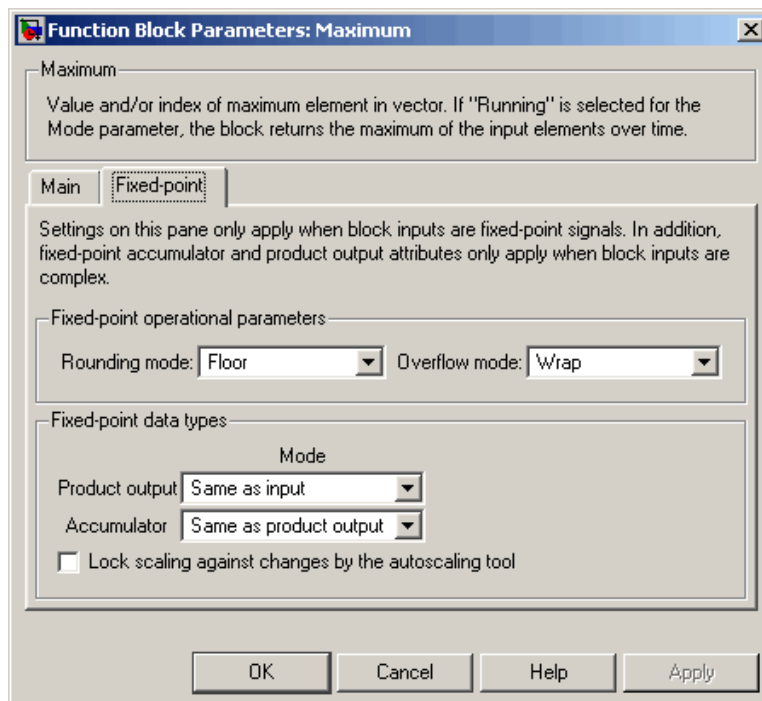 Function Block Parameters: Maximum
Maximum
Value and/or index of maximum element in vector. If "Running" is selected for the
Mode parameter, the block returns the maximum of the input elements over time.
Main Fixed-point
Settings on this pane only apply when block inputs are fixed-point signals. In addition,
fixed-point accumulator and product output attributes only apply when block inputs are
complex.
Fixed-point operational parameters
Rounding mode: Floor Overflow mode: Wrap
Fixed-point data types
Mode
Product output Same as input
Accumulator Same as product output
Lock scaling against changes by the autoscaling tool
OK Cancel Help Apply